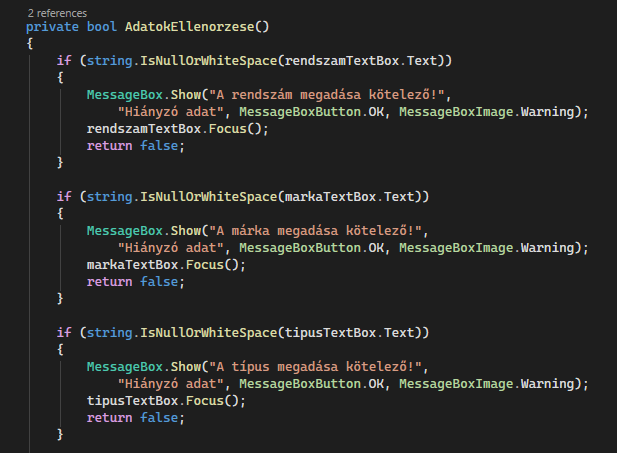 2 references
private bool AdatokEllenorzese()
{
if (string.IsNullOrWhiteSpace(rendszamTextBox.Text))
{
MessageBox.Show("A rendszám megadása kötelező!",
"Hiányzó adat", MessageBoxButton.OK, MessageBoxImage.Warning);
rendszamTextBox.Focus();
return false;
}
if (string.IsNullOrWhiteSpace(markaTextBox.Text))
{
MessageBox.Show("A márka megadása kötelező!",
"Hiányzó adat", MessageBoxButton.OK, MessageBoxImage.Warning);
markaTextBox.Focus();
return false;
}
if (string.IsNullOrWhiteSpace(tipusTextBox.Text))
{
MessageBox.Show("A típus megadása kötelező!",
"Hiányzó adat", MessageBoxButton.OK, MessageBoxImage.Warning);
tipusTextBox.Focus();
return false;
}